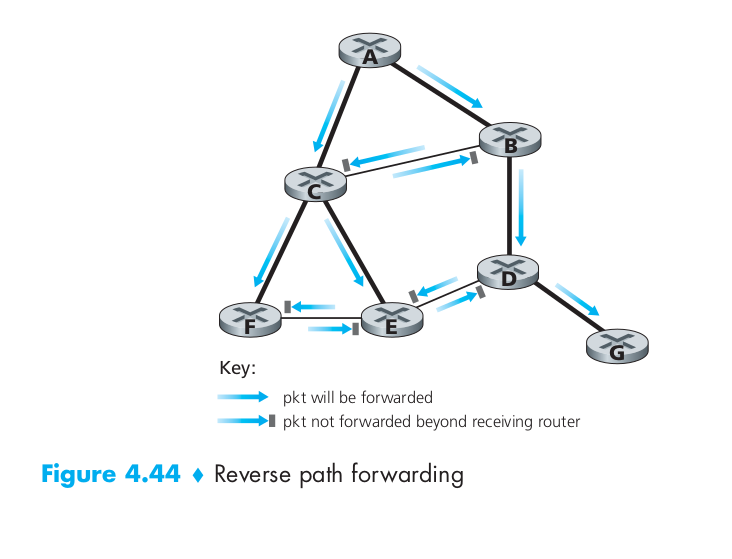 A
B
C
D
F
E
G
Key:
pkt will be forwarded
pkt not forwarded beyond receiving router
Figure 4.44 ♦ Reverse path forwarding